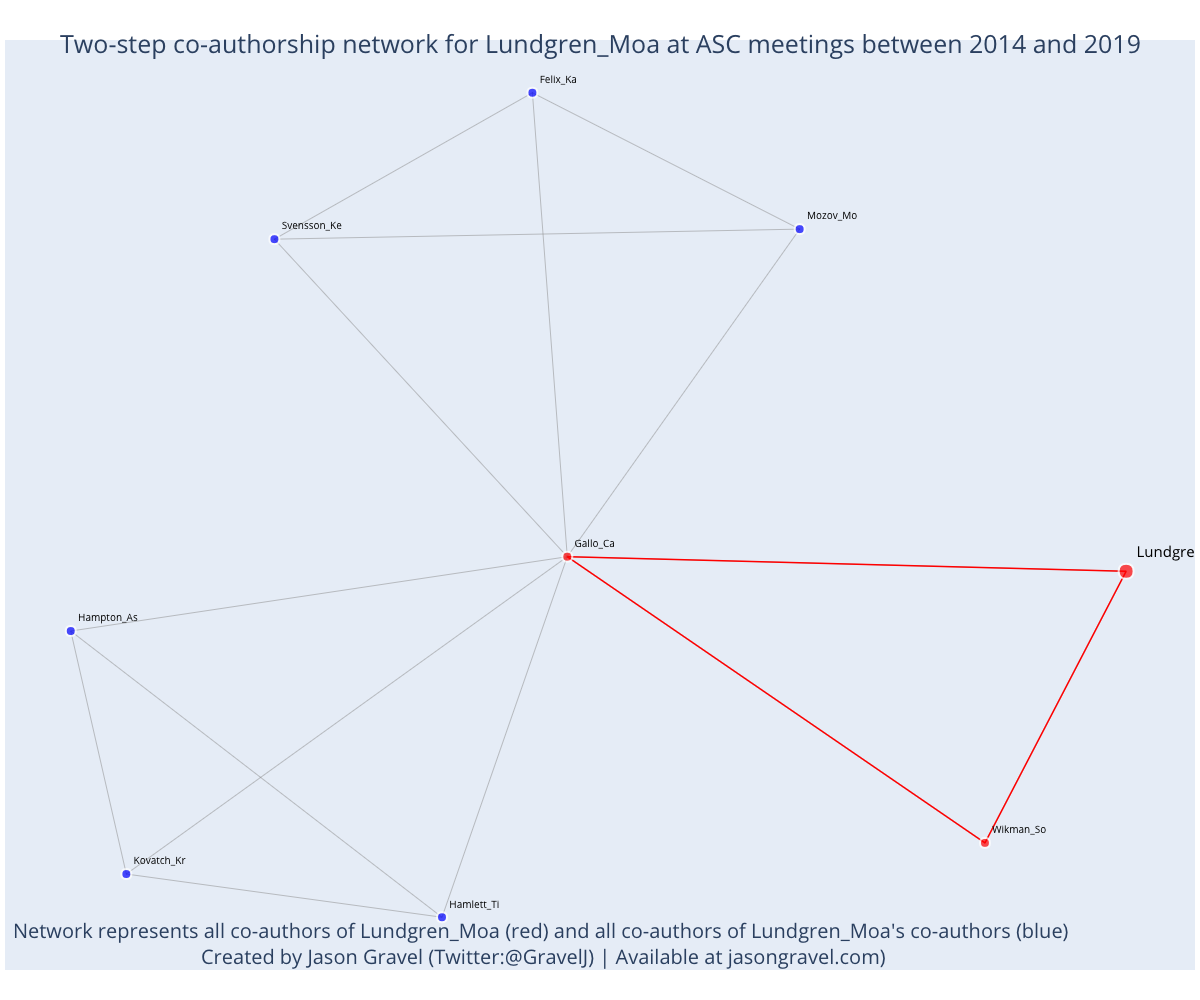 Two-step co-authorship network for Lundgren_Moa at ASC meetings between 2014 and 2019
Felix_Ka
Mozov_Mo
Svensson_Ke
Gallo_Ca
Lundgre
Hampton_As
Wikman_So
Kovatch_Kr
Hamlett_Ti
Network represents all co-authors of Lundgren_Moa (red) and all co-authors of Lundgren_Moa's co-authors (blue)
Created by Jason Gravel (Twitter:@GravelJ) | Available at jasongravel.com)